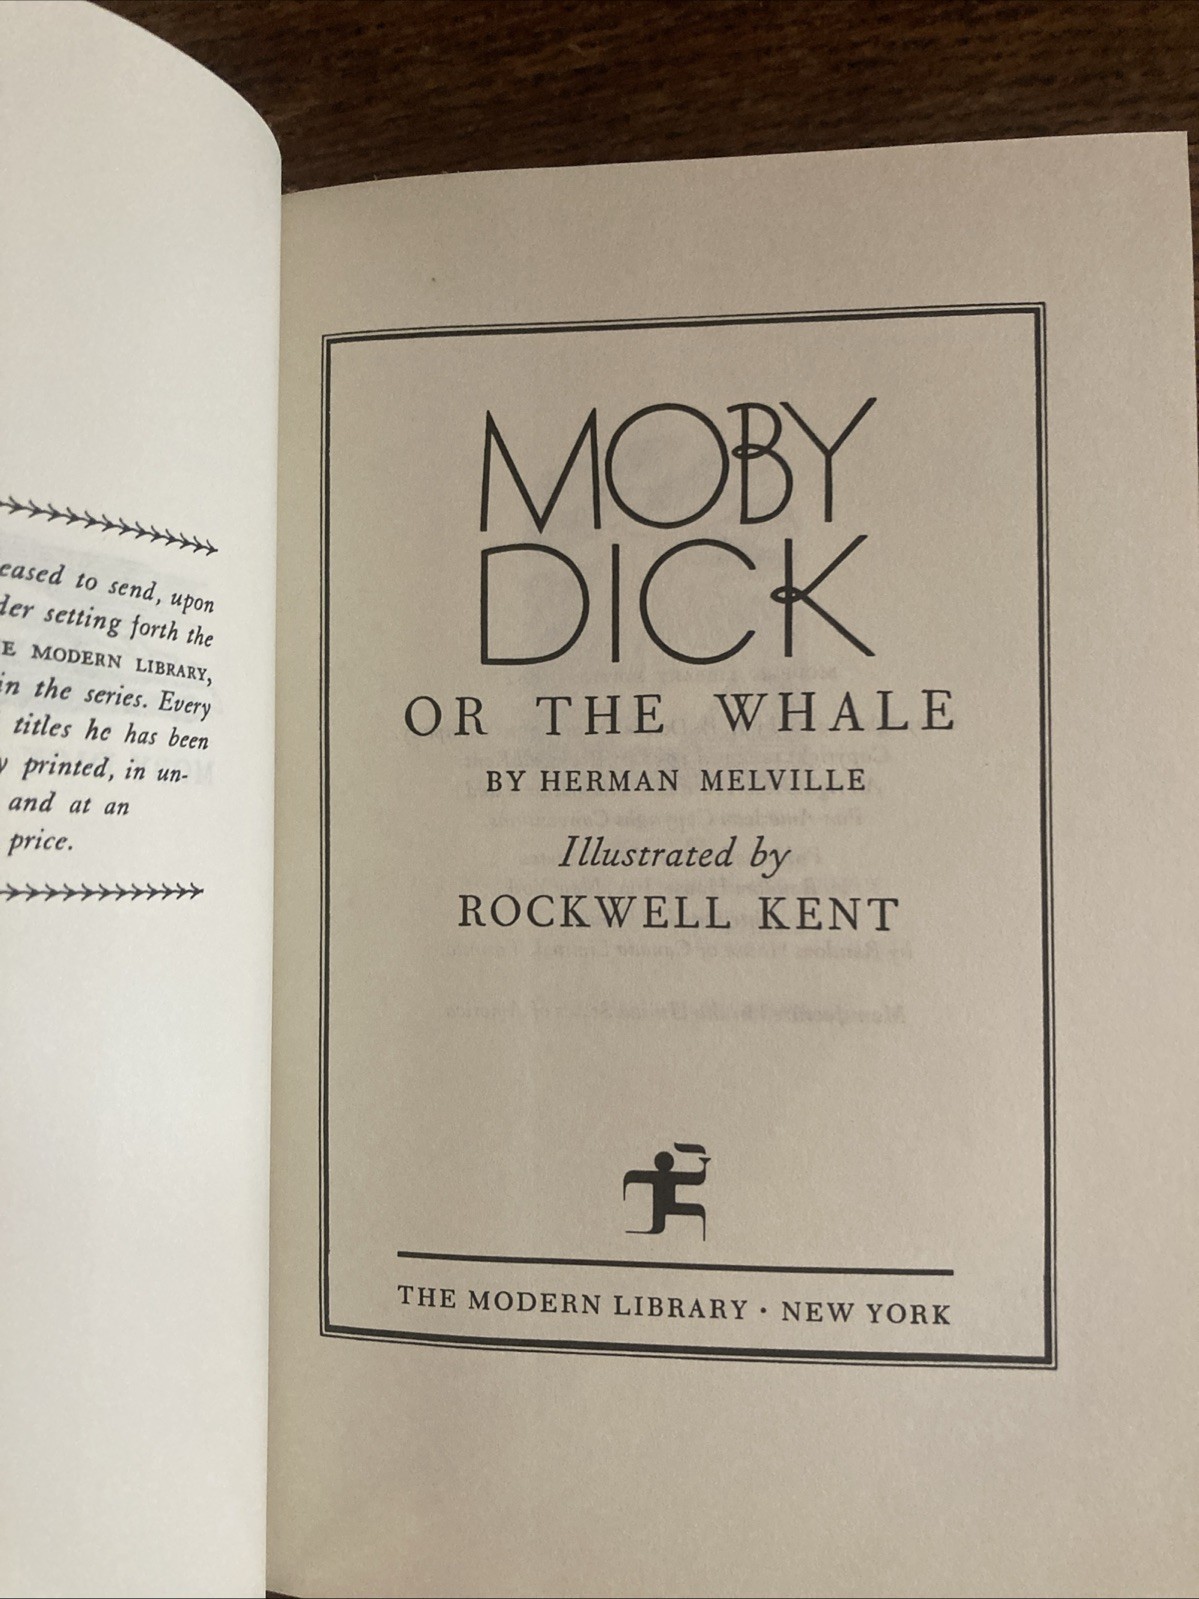 eased to send, upon
der setting forth the
E MODERN LIBRARY,
in the series. Every
titles he has been
y printed, in un-
and at an
price.
MOBY
DICK
OR THE WHALE
BY HERMAN MELVILLE
Illustrated by
ROCKWELL KENT
THE MODERN LIBRARY · NEW YORK